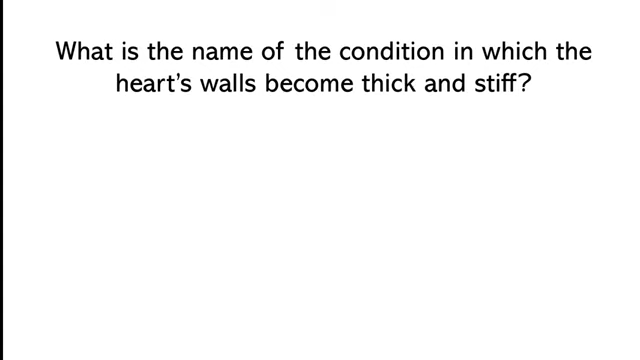 What is the name of the condition in which the
heart’s walls become thick and stiff?